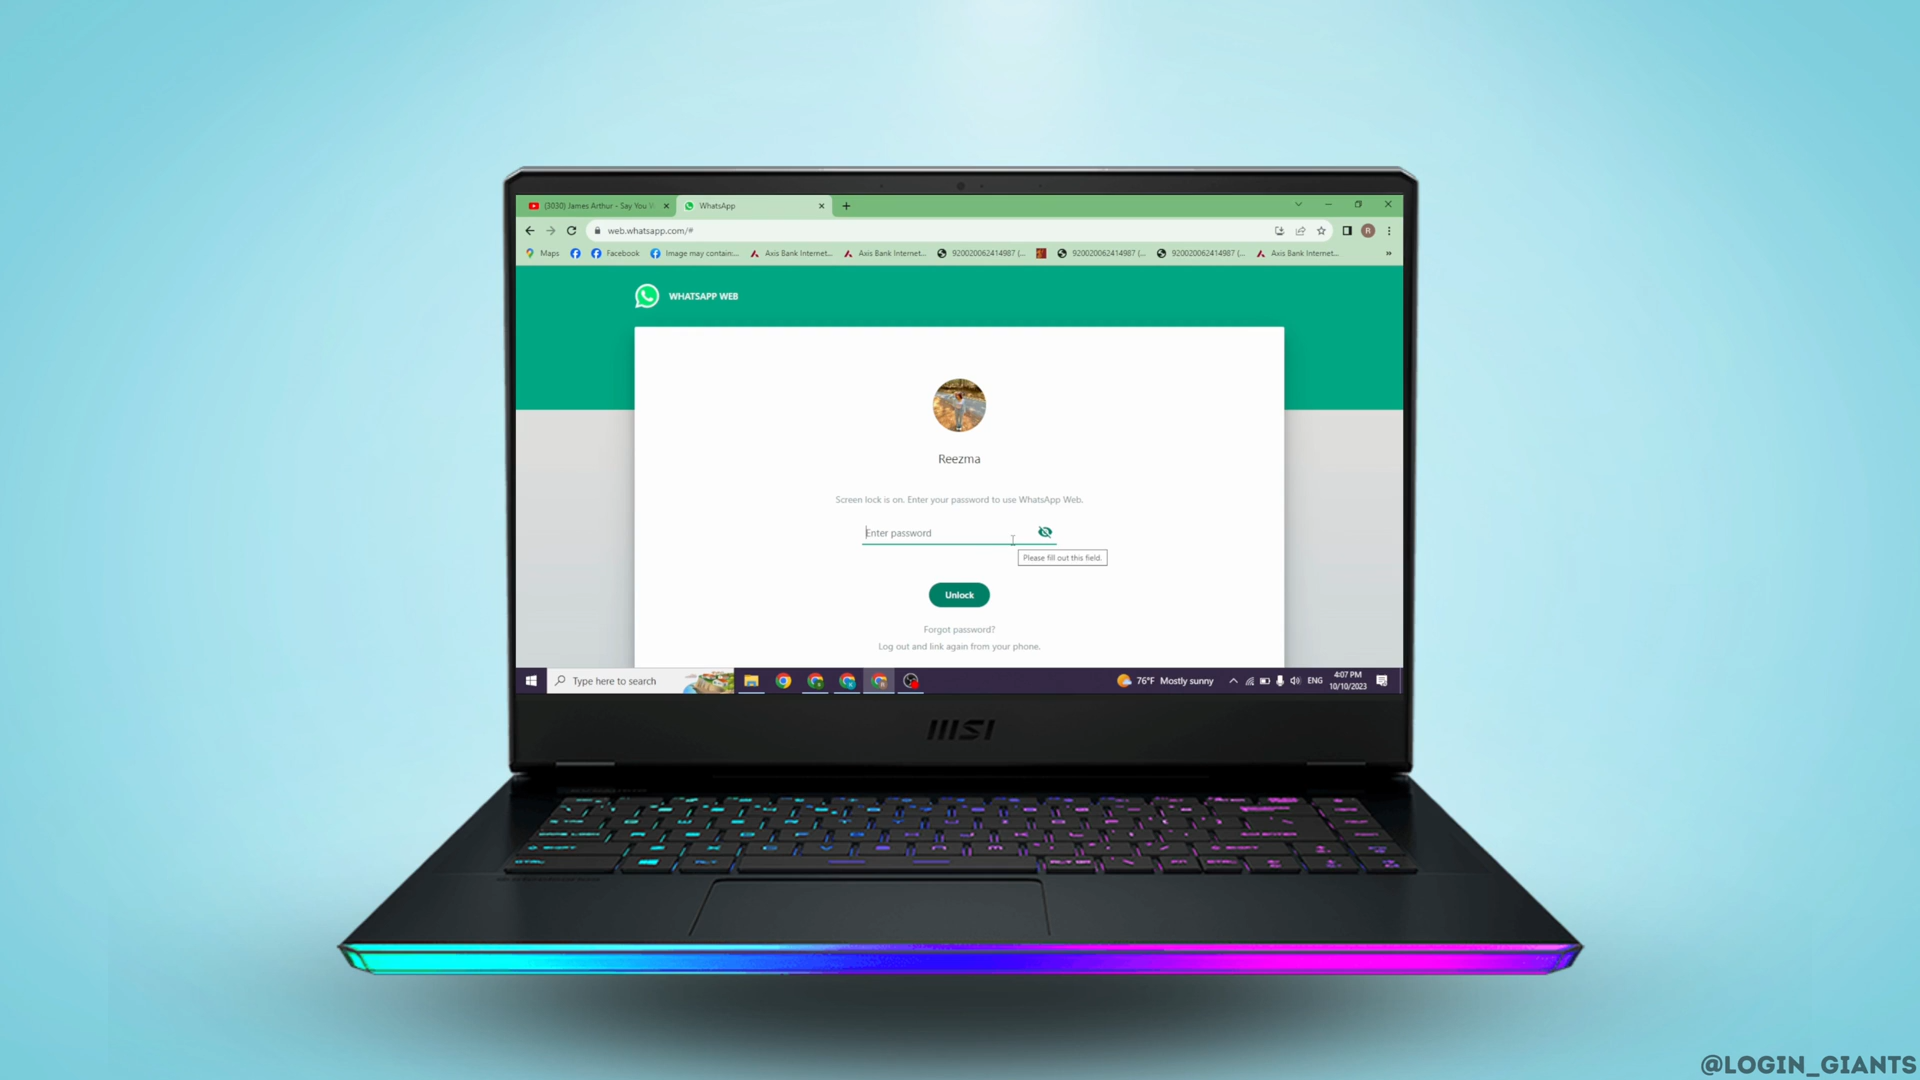 (3030) James Arthur - Say You
WhatsApp
web.whatsapp.com/#
R
Maps
Facebook
Image may contain:...
Axis Bank Internet...
Axis Bank Internet...
920020062414987 (...
920020062414987 (...
920020062414987 (...
Axis Bank Internet...
WHATSAPP WEB
Reezma
Screen lock is on. Enter your password to use WhatsApp Web.
Enter password
Please fill out this field.
Unlock
Forgot password?
Log out and link again from your phone.
Type here to search
76°F Mostly sunny
ENG
4:07 PM
10/10/2023
msi
@LOGIN_GIANTS